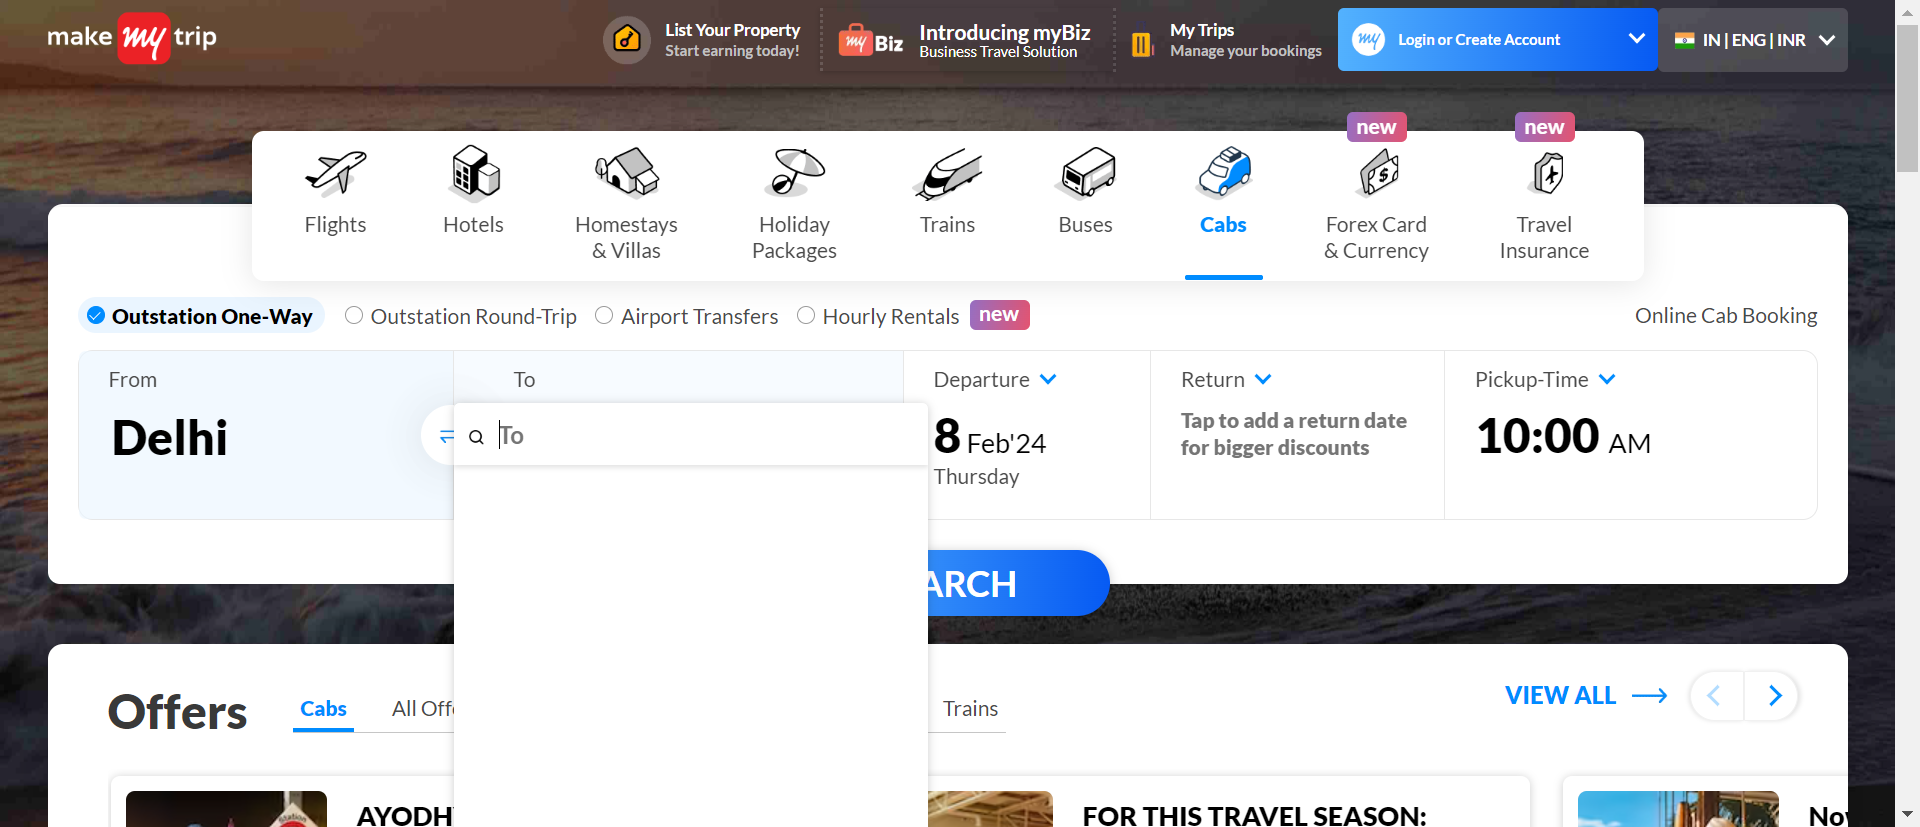 make my trip
List Your Property
Start earning today!
my Biz
Introducing myBiz
Business Travel Solution
My Trips
Manage your bookings
my Login or Create Account
IN | ENG | INR
new
new
Flights
Hotels
Homestays
& Villas
Holiday
Packages
Trains
Buses
Cabs
Forex Card
& Currency
Travel
Insurance
Outstation One-Way
Outstation Round-Trip
Airport Transfers
Hourly Rentals
new
Online Cab Booking
From
Delhi
To
To
Departure
8 Feb'24
Thursday
Return
Tap to add a return date
for bigger discounts
Pickup-Time
10:00 AM
ARCH
Offers
Cabs
All Off
Trains
VIEW ALL
Station
AYODH
FOR THIS TRAVEL SEASON:
Nov